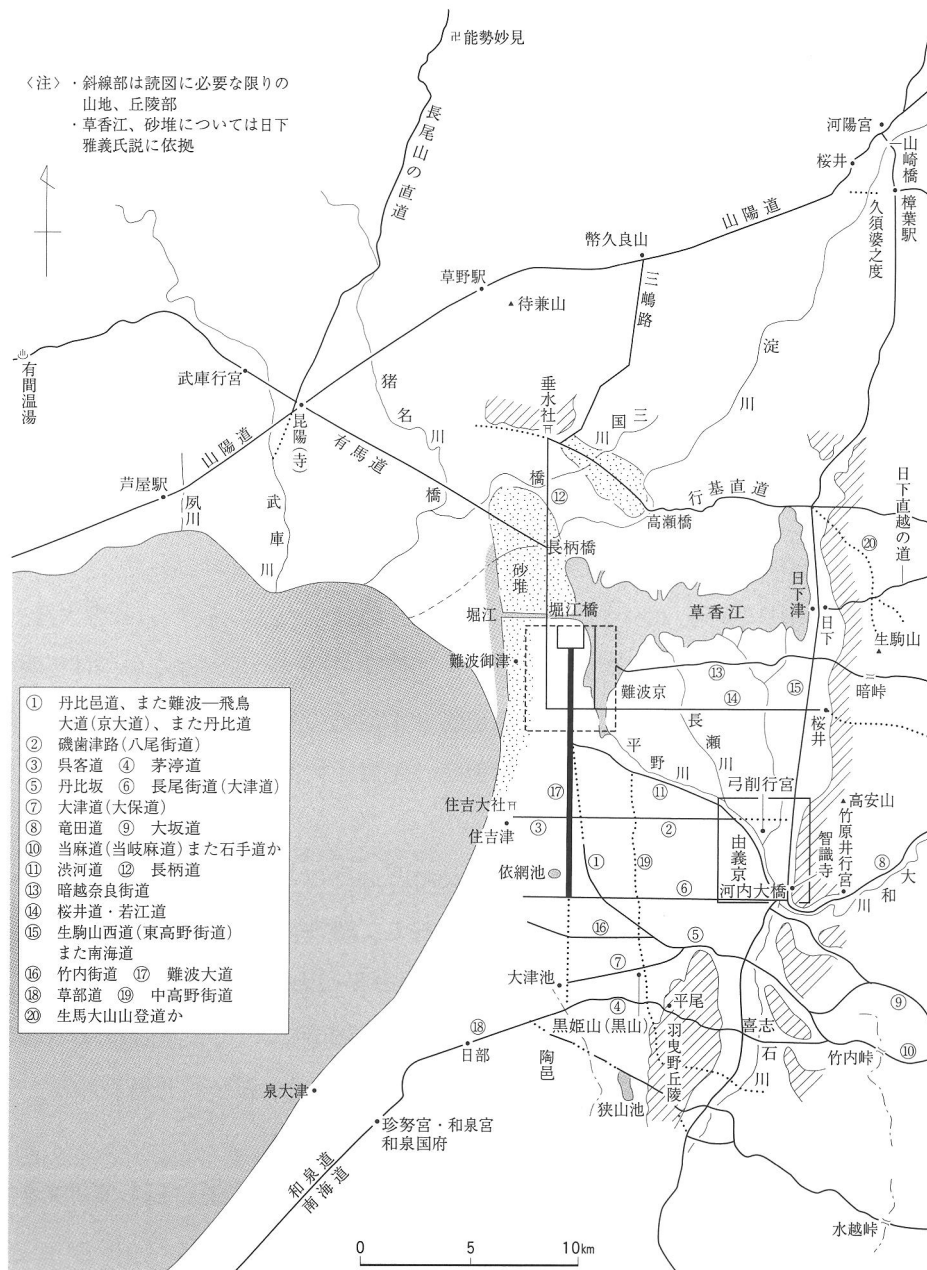 卍能勢妙見
〈注〉・斜線部は読図に必要な限りの
山地、丘陵部
・草香江、砂堆については日下
雅義氏説に依拠
長尾山の直道
河陽宮
山崎橋
桜井
樟葉駅
久須婆之度
山陽道
幣久良山
三嶋路
草野駅
待兼山
淀川
有間温湯
武庫行宮
猪名川
昆陽(寺)
垂水社
三国川
山陽道
有馬道
橋
橋
⑫
芦屋駅
夙川
武庫川
高瀬橋
行基直道
日下直越の道
長柄橋
砂堆
⑳
堀江
堀江橋
草香江
日下津
日下
生駒山
難波御津
難波京
⑬
⑭
⑮
暗峠
桜井
長瀬川
平野川
弓削行宮
⑪
高安山
住吉大社
住吉津
⑰
③
②
竹原井行宮
智識寺
由義京
⑧
大和川
依網池
①
⑲
⑥
河内大橋
⑯
⑤
大津池
⑦
④
平尾
⑨
⑱
黒姫山(黒山)
喜志
⑩
日部
陶邑
羽曳野丘陵
石川
竹内峠
泉大津
狭山池
珍努宮・和泉宮
和泉国府
和泉道
南海道
水越峠
0 5 10km
① 丹比邑道、また難波―飛鳥
大道(京大道)、また丹比道
② 磯歯津路(八尾街道)
③ 呉客道 ④ 茅渟道
⑤ 丹比坂 ⑥ 長尾街道(大津道)
⑦ 大津道(大保道)
⑧ 竜田道 ⑨ 大坂道
⑩ 当麻道(当岐麻道)また石手道か
⑪ 渋河道 ⑫ 長柄道
⑬ 暗越奈良街道
⑭ 桜井道・若江道
⑮ 生駒山西道(東高野街道)
また南海道
⑯ 竹内街道 ⑰ 難波大道
⑱ 草部道 ⑲ 中高野街道
⑳ 生馬大山山登道か